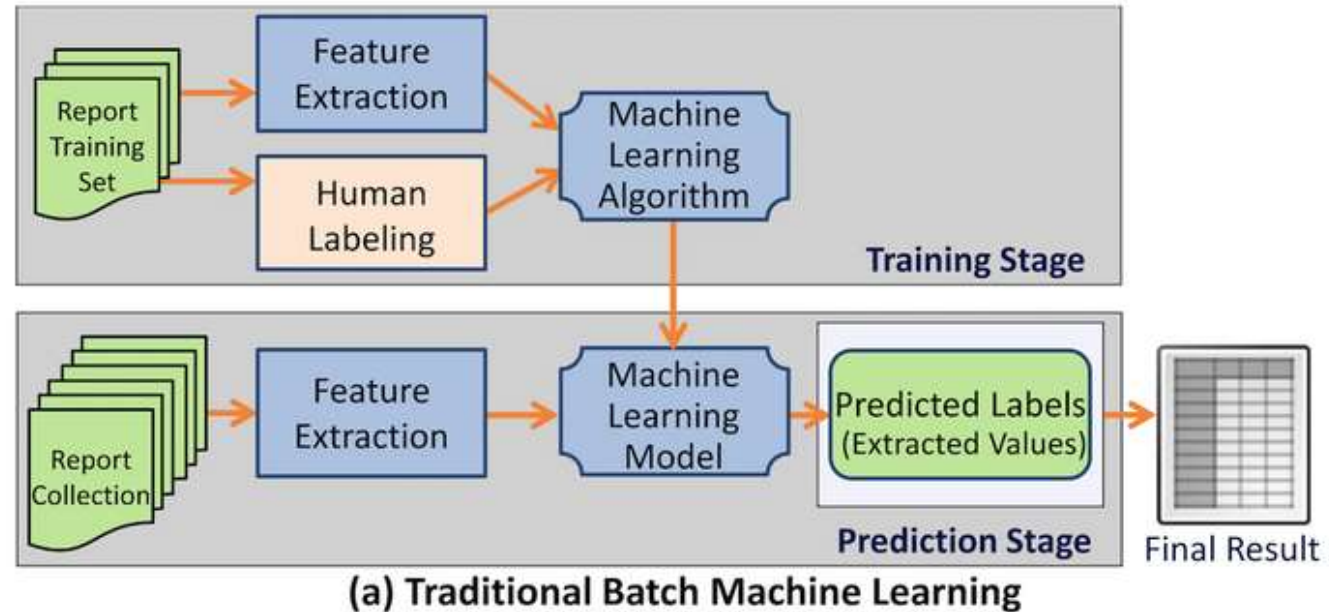 Report
Training
Set
Feature
Extraction
Human
Labeling
Machine
Learning
Algorithm
Training Stage
Report
Collection
Feature
Extraction
Machine
Learning
Model
Predicted Labels
(Extracted Values)
Prediction Stage
Final Result
(a) Traditional Batch Machine Learning